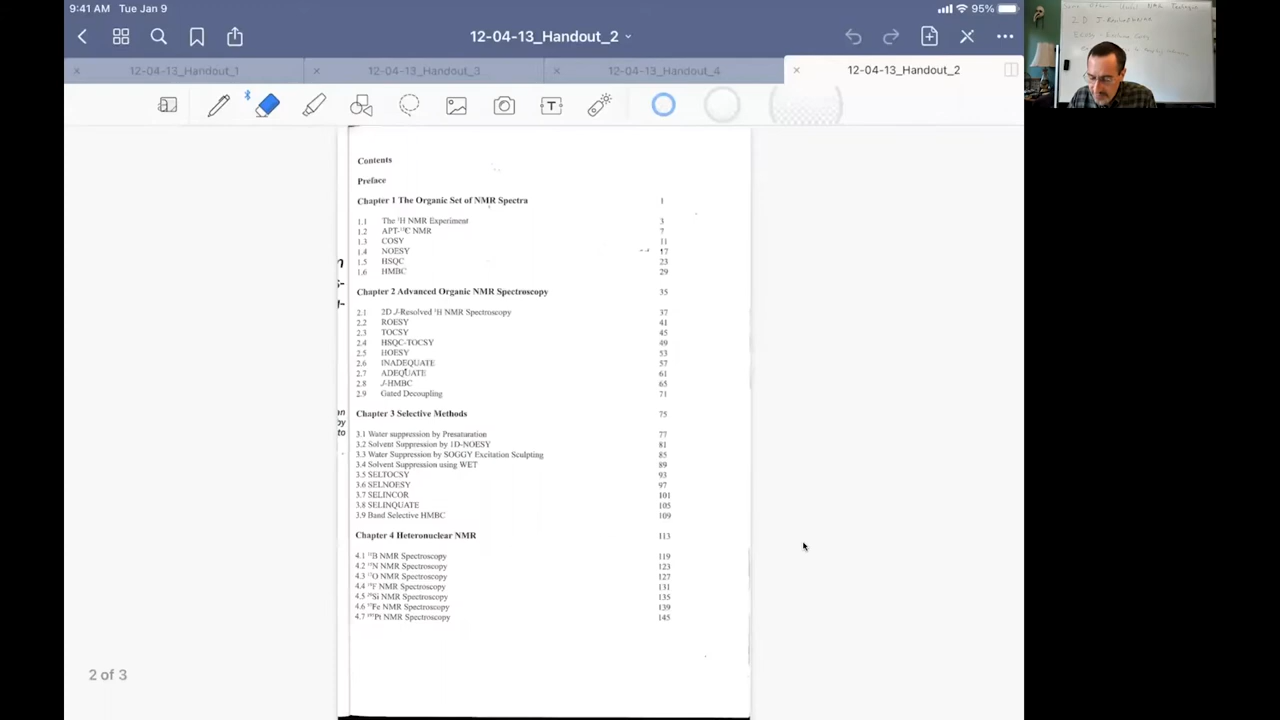 9:41 AM Tue Jan 9
95%
12-04-13_Handout_2
12-04-13_Handout_1
12-04-13_Handout_3
12-04-13_Handout_4
12-04-13_Handout_2
Contents
Preface
Chapter 1 The Organic Set of NMR Spectra 1
1.1 The ¹H NMR Experiment 3
1.2 APT-¹³C NMR 7
1.3 COSY 11
1.4 NOESY 17
1.5 HSQC 23
1.6 HMBC 29
Chapter 2 Advanced Organic NMR Spectroscopy 35
2.1 2D J-Resolved ¹H NMR Spectroscopy 37
2.2 ROESY 41
2.3 TOCSY 45
2.4 HSQC-TOCSY 49
2.5 HOESY 53
2.6 INADEQUATE 57
2.7 ADEQUATE 61
2.8 J-HMBC 65
2.9 Gated Decoupling 71
Chapter 3 Selective Methods 75
3.1 Water suppression by Presaturation 77
3.2 Solvent Suppression by 1D-NOESY 81
3.3 Water Suppression by SOGGY Excitation Sculpting 85
3.4 Solvent Suppression using WET 89
3.5 SELTOCSY 93
3.6 SELNOESY 97
3.7 SELINCOR 101
3.8 SELINQUATE 105
3.9 Band Selective HMBC 109
Chapter 4 Heteronuclear NMR 113
4.1 ¹¹B NMR Spectroscopy 119
4.2 ¹⁵N NMR Spectroscopy 123
4.3 ¹⁷O NMR Spectroscopy 127
4.4 ¹⁹F NMR Spectroscopy 131
4.5 ²⁹Si NMR Spectroscopy 135
4.6 ⁵⁷Fe NMR Spectroscopy 139
4.7 ¹⁹⁵Pt NMR Spectroscopy 145
by
to
2 of 3
2 D J